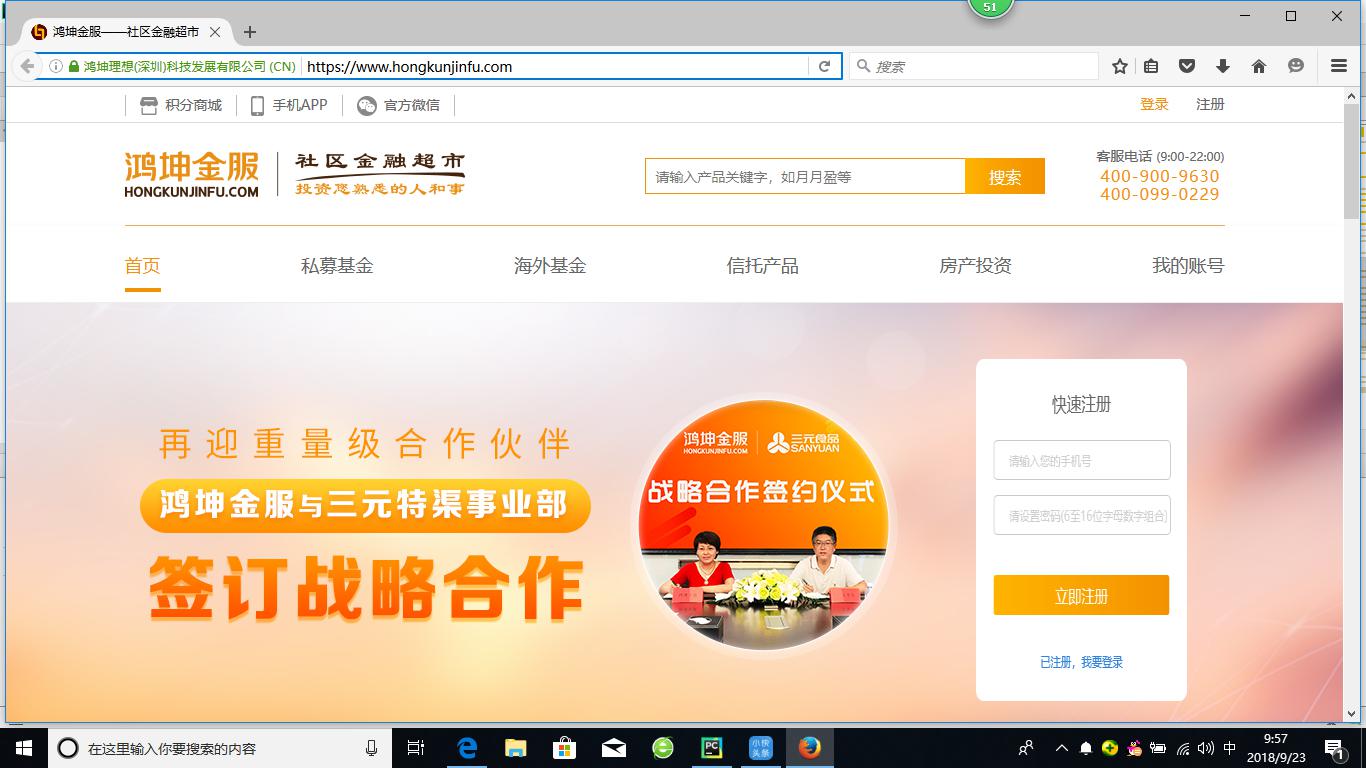 51
鸿坤金服——社区金融超市
鸿坤理想(深圳)科技发展有限公司 (CN)
https://www.hongkunjinfu.com
搜索
积分商城
手机APP
官方微信
登录
注册
鸿坤金服
HONGKUNJINFU.COM
社区金融超市
投资您熟悉的人和事
请输入产品关键字，如月月盈等
搜索
客服电话 (9:00-22:00)
400-900-9630
400-099-0229
首页
私募基金
海外基金
信托产品
房产投资
我的账号
再迎重量级合作伙伴
鸿坤金服与三元特渠事业部
签订战略合作
鸿坤金服
HONGKUNJINFU.COM
三元食品
SANYUAN
战略合作签约仪式
快速注册
请输入您的手机号
请设置密码(6至16位字母数字组合)
立即注册
已注册，我要登录
在这里输入你要搜索的内容
PC
中
9:57
2018/9/23
1